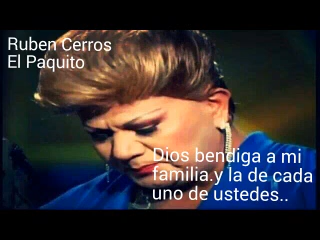 Ruben Cerros
El Paquito
Dios bendiga a mi
familia.y la de cada
uno de ustedes..